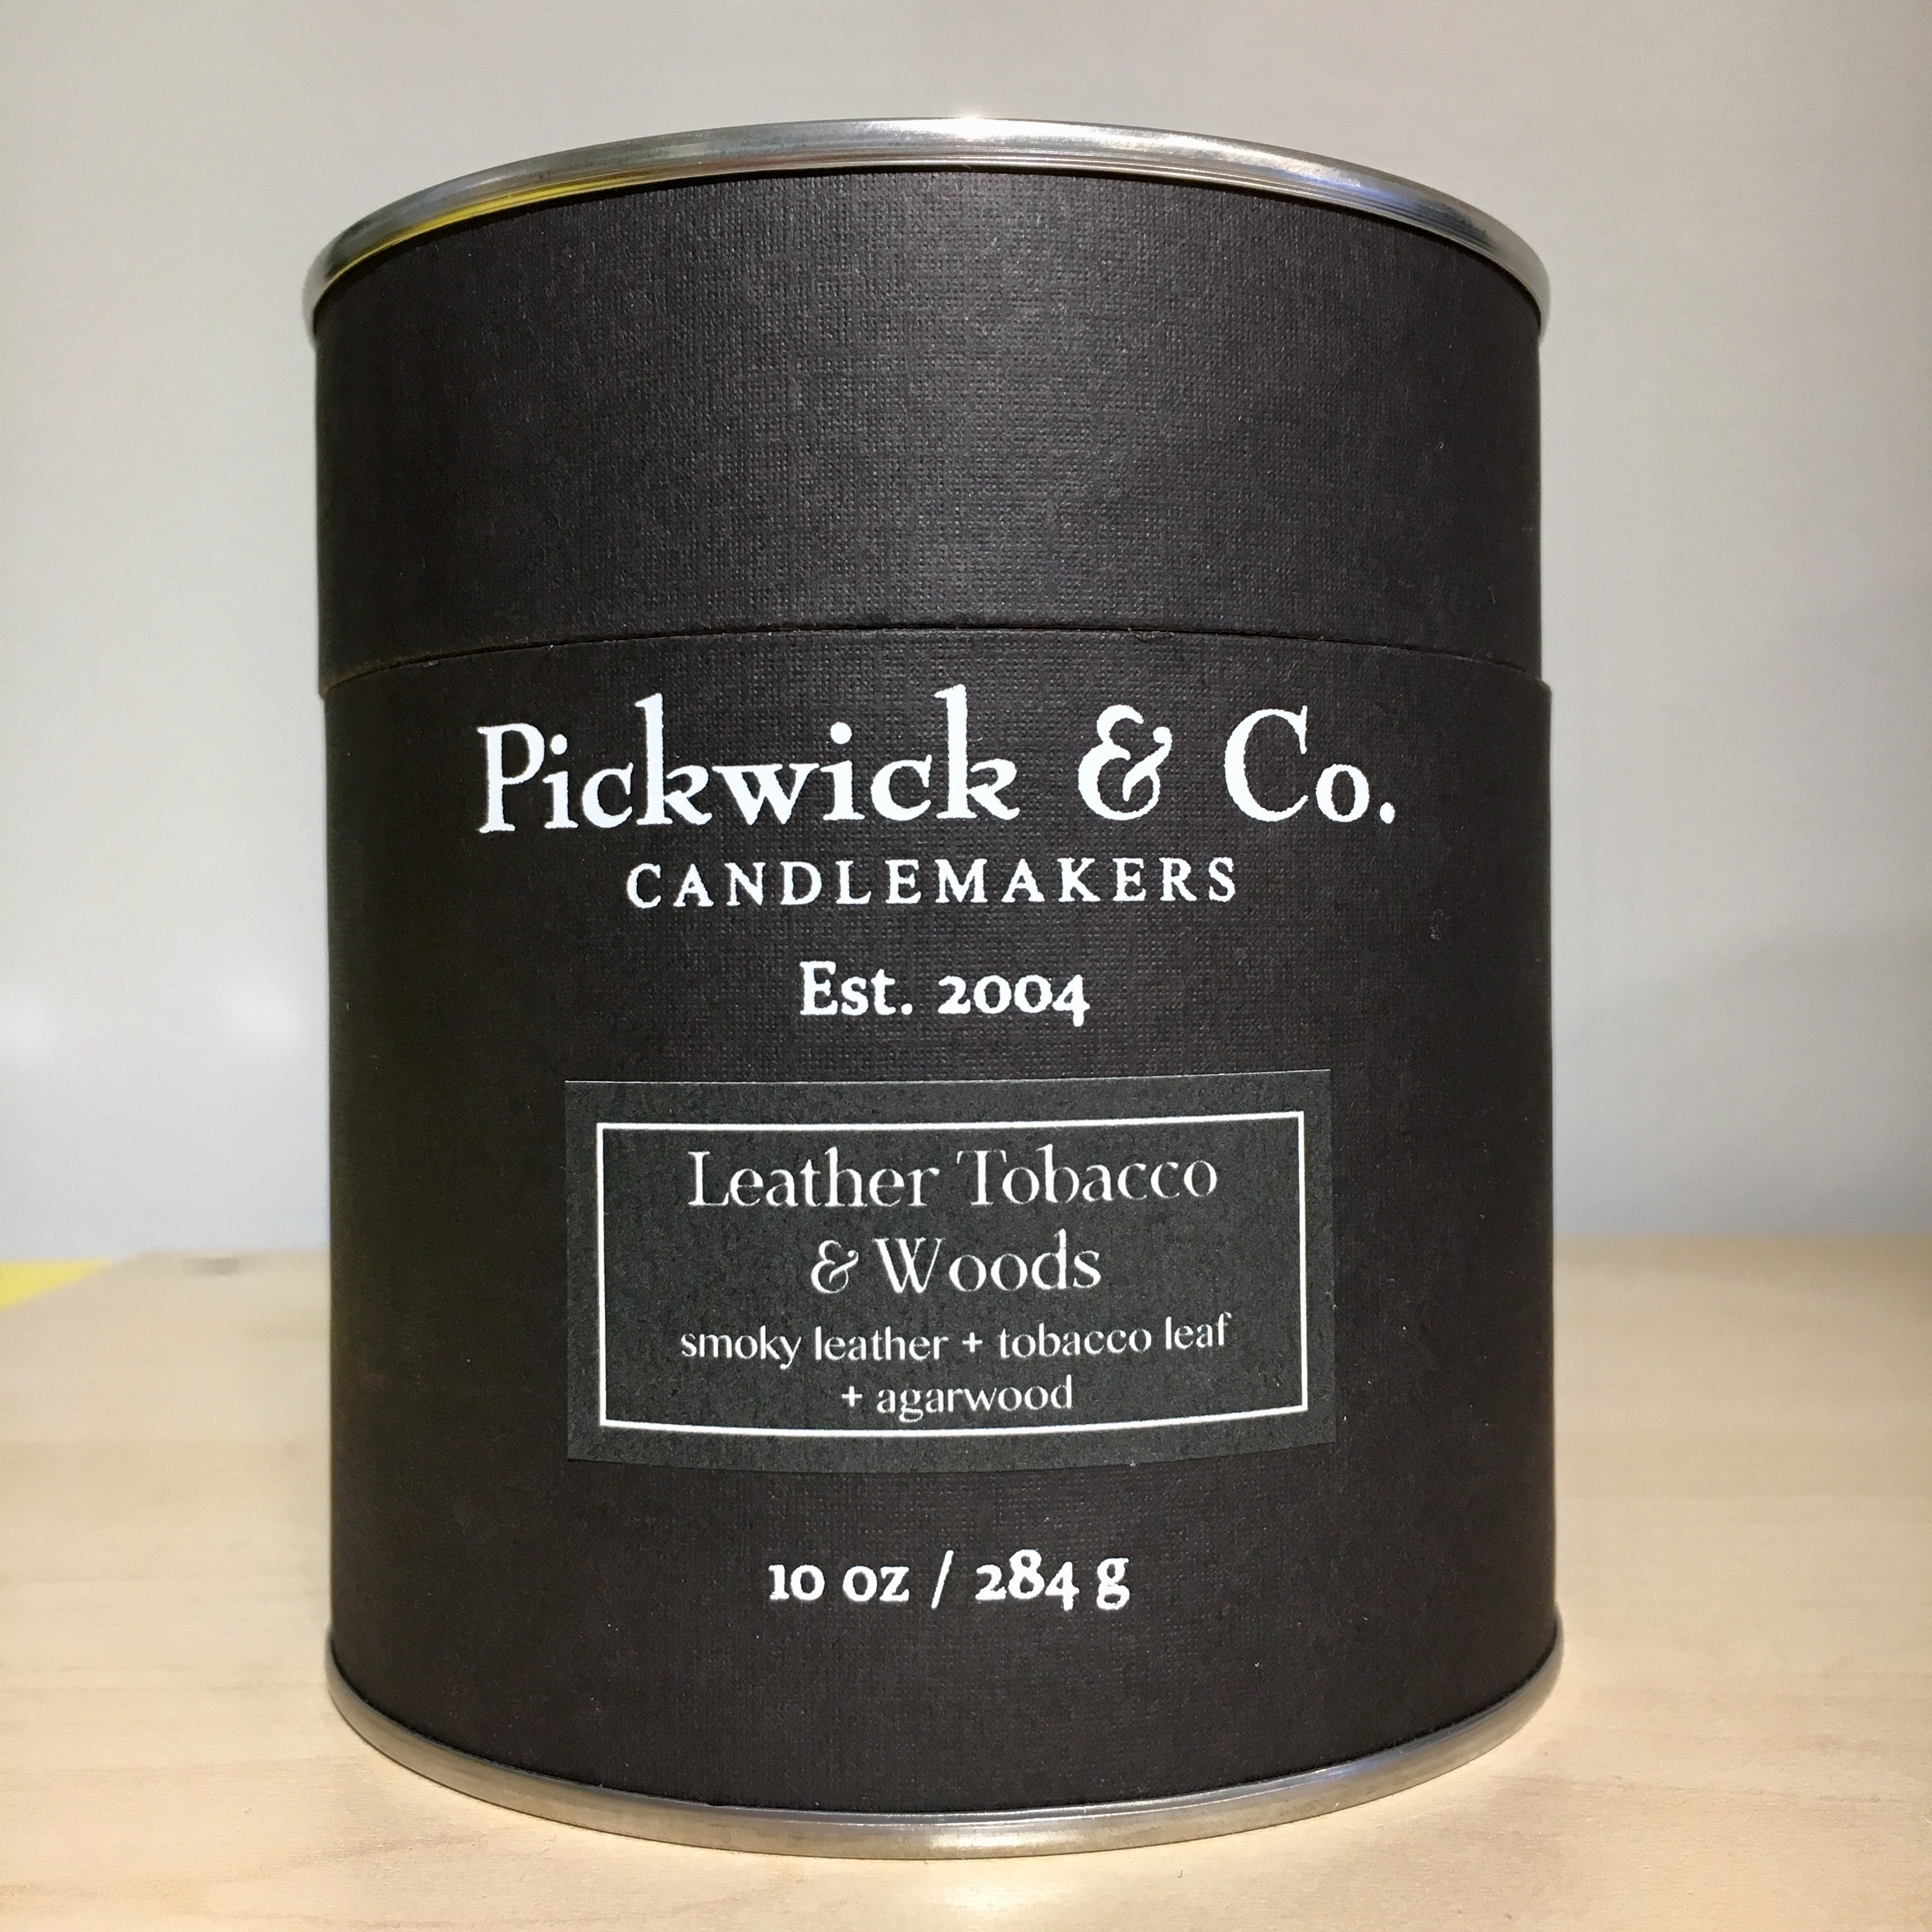 Pickwick & Co.
CANDLEMAKERS
Est. 2004
Leather Tobacco
& Woods
smoky leather + tobacco leaf
+ agarwood
10 oz / 284 g